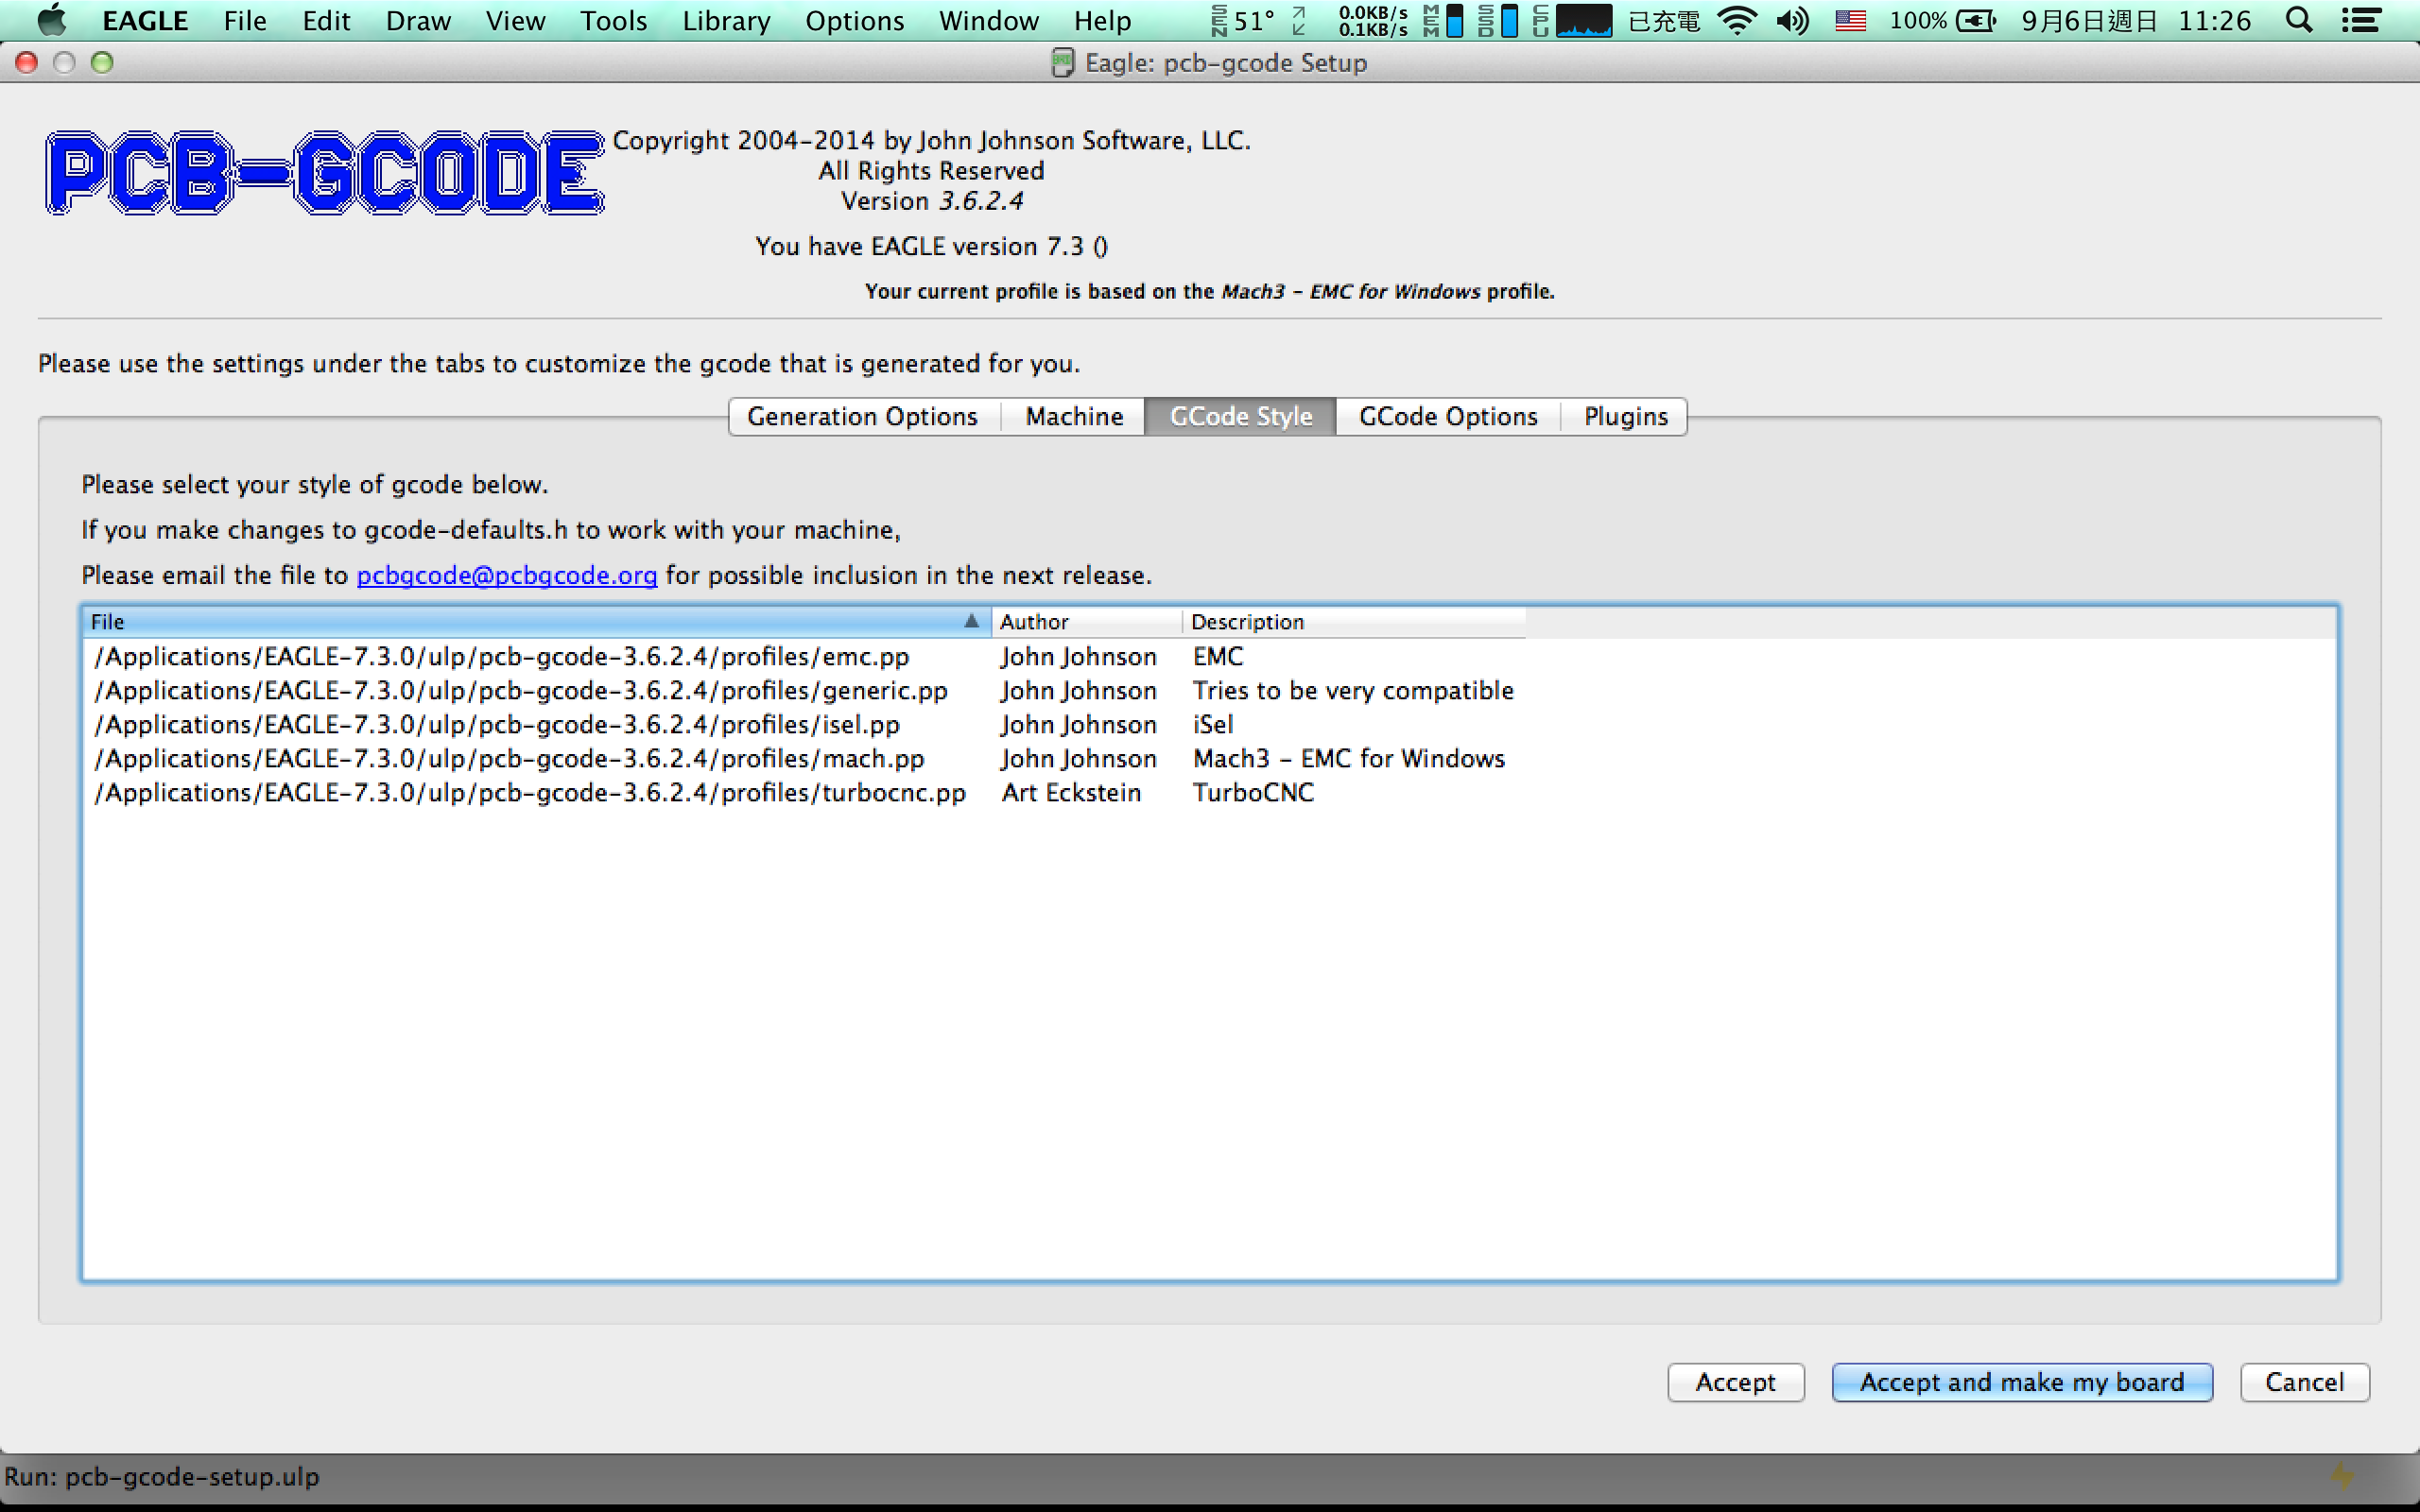 EAGLE File Edit Draw View Tools Library Options Window Help SEN 51° 0.0KB/s 0.1KB/s MEM SSD CPU 已充電 100% 9月6日週日 11:26
Eagle: pcb-gcode Setup
PCB-GCODE
Copyright 2004-2014 by John Johnson Software, LLC.
All Rights Reserved
Version 3.6.2.4
You have EAGLE version 7.3 ()
Your current profile is based on the Mach3 - EMC for Windows profile.
Please use the settings under the tabs to customize the gcode that is generated for you.
Generation Options Machine GCode Style GCode Options Plugins
Please select your style of gcode below.
If you make changes to gcode-defaults.h to work with your machine,
Please email the file to pcbgcode@pcbgcode.org for possible inclusion in the next release.
File Author Description
/Applications/EAGLE-7.3.0/ulp/pcb-gcode-3.6.2.4/profiles/emc.pp John Johnson EMC
/Applications/EAGLE-7.3.0/ulp/pcb-gcode-3.6.2.4/profiles/generic.pp John Johnson Tries to be very compatible
/Applications/EAGLE-7.3.0/ulp/pcb-gcode-3.6.2.4/profiles/isel.pp John Johnson iSel
/Applications/EAGLE-7.3.0/ulp/pcb-gcode-3.6.2.4/profiles/mach.pp John Johnson Mach3 - EMC for Windows
/Applications/EAGLE-7.3.0/ulp/pcb-gcode-3.6.2.4/profiles/turbocnc.pp Art Eckstein TurboCNC
Accept Accept and make my board Cancel
Run: pcb-gcode-setup.ulp